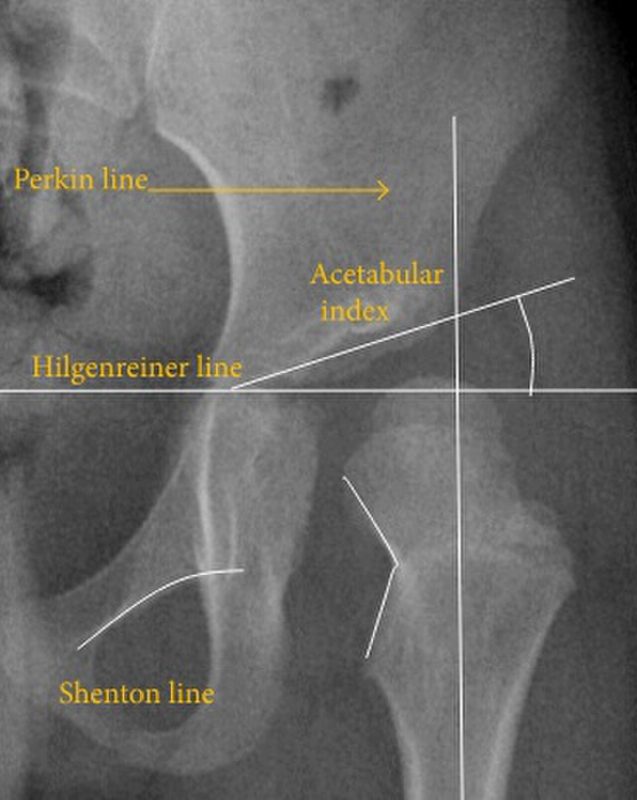 Perkin line
Acetabular
index
Hilgenreiner line
Shenton line